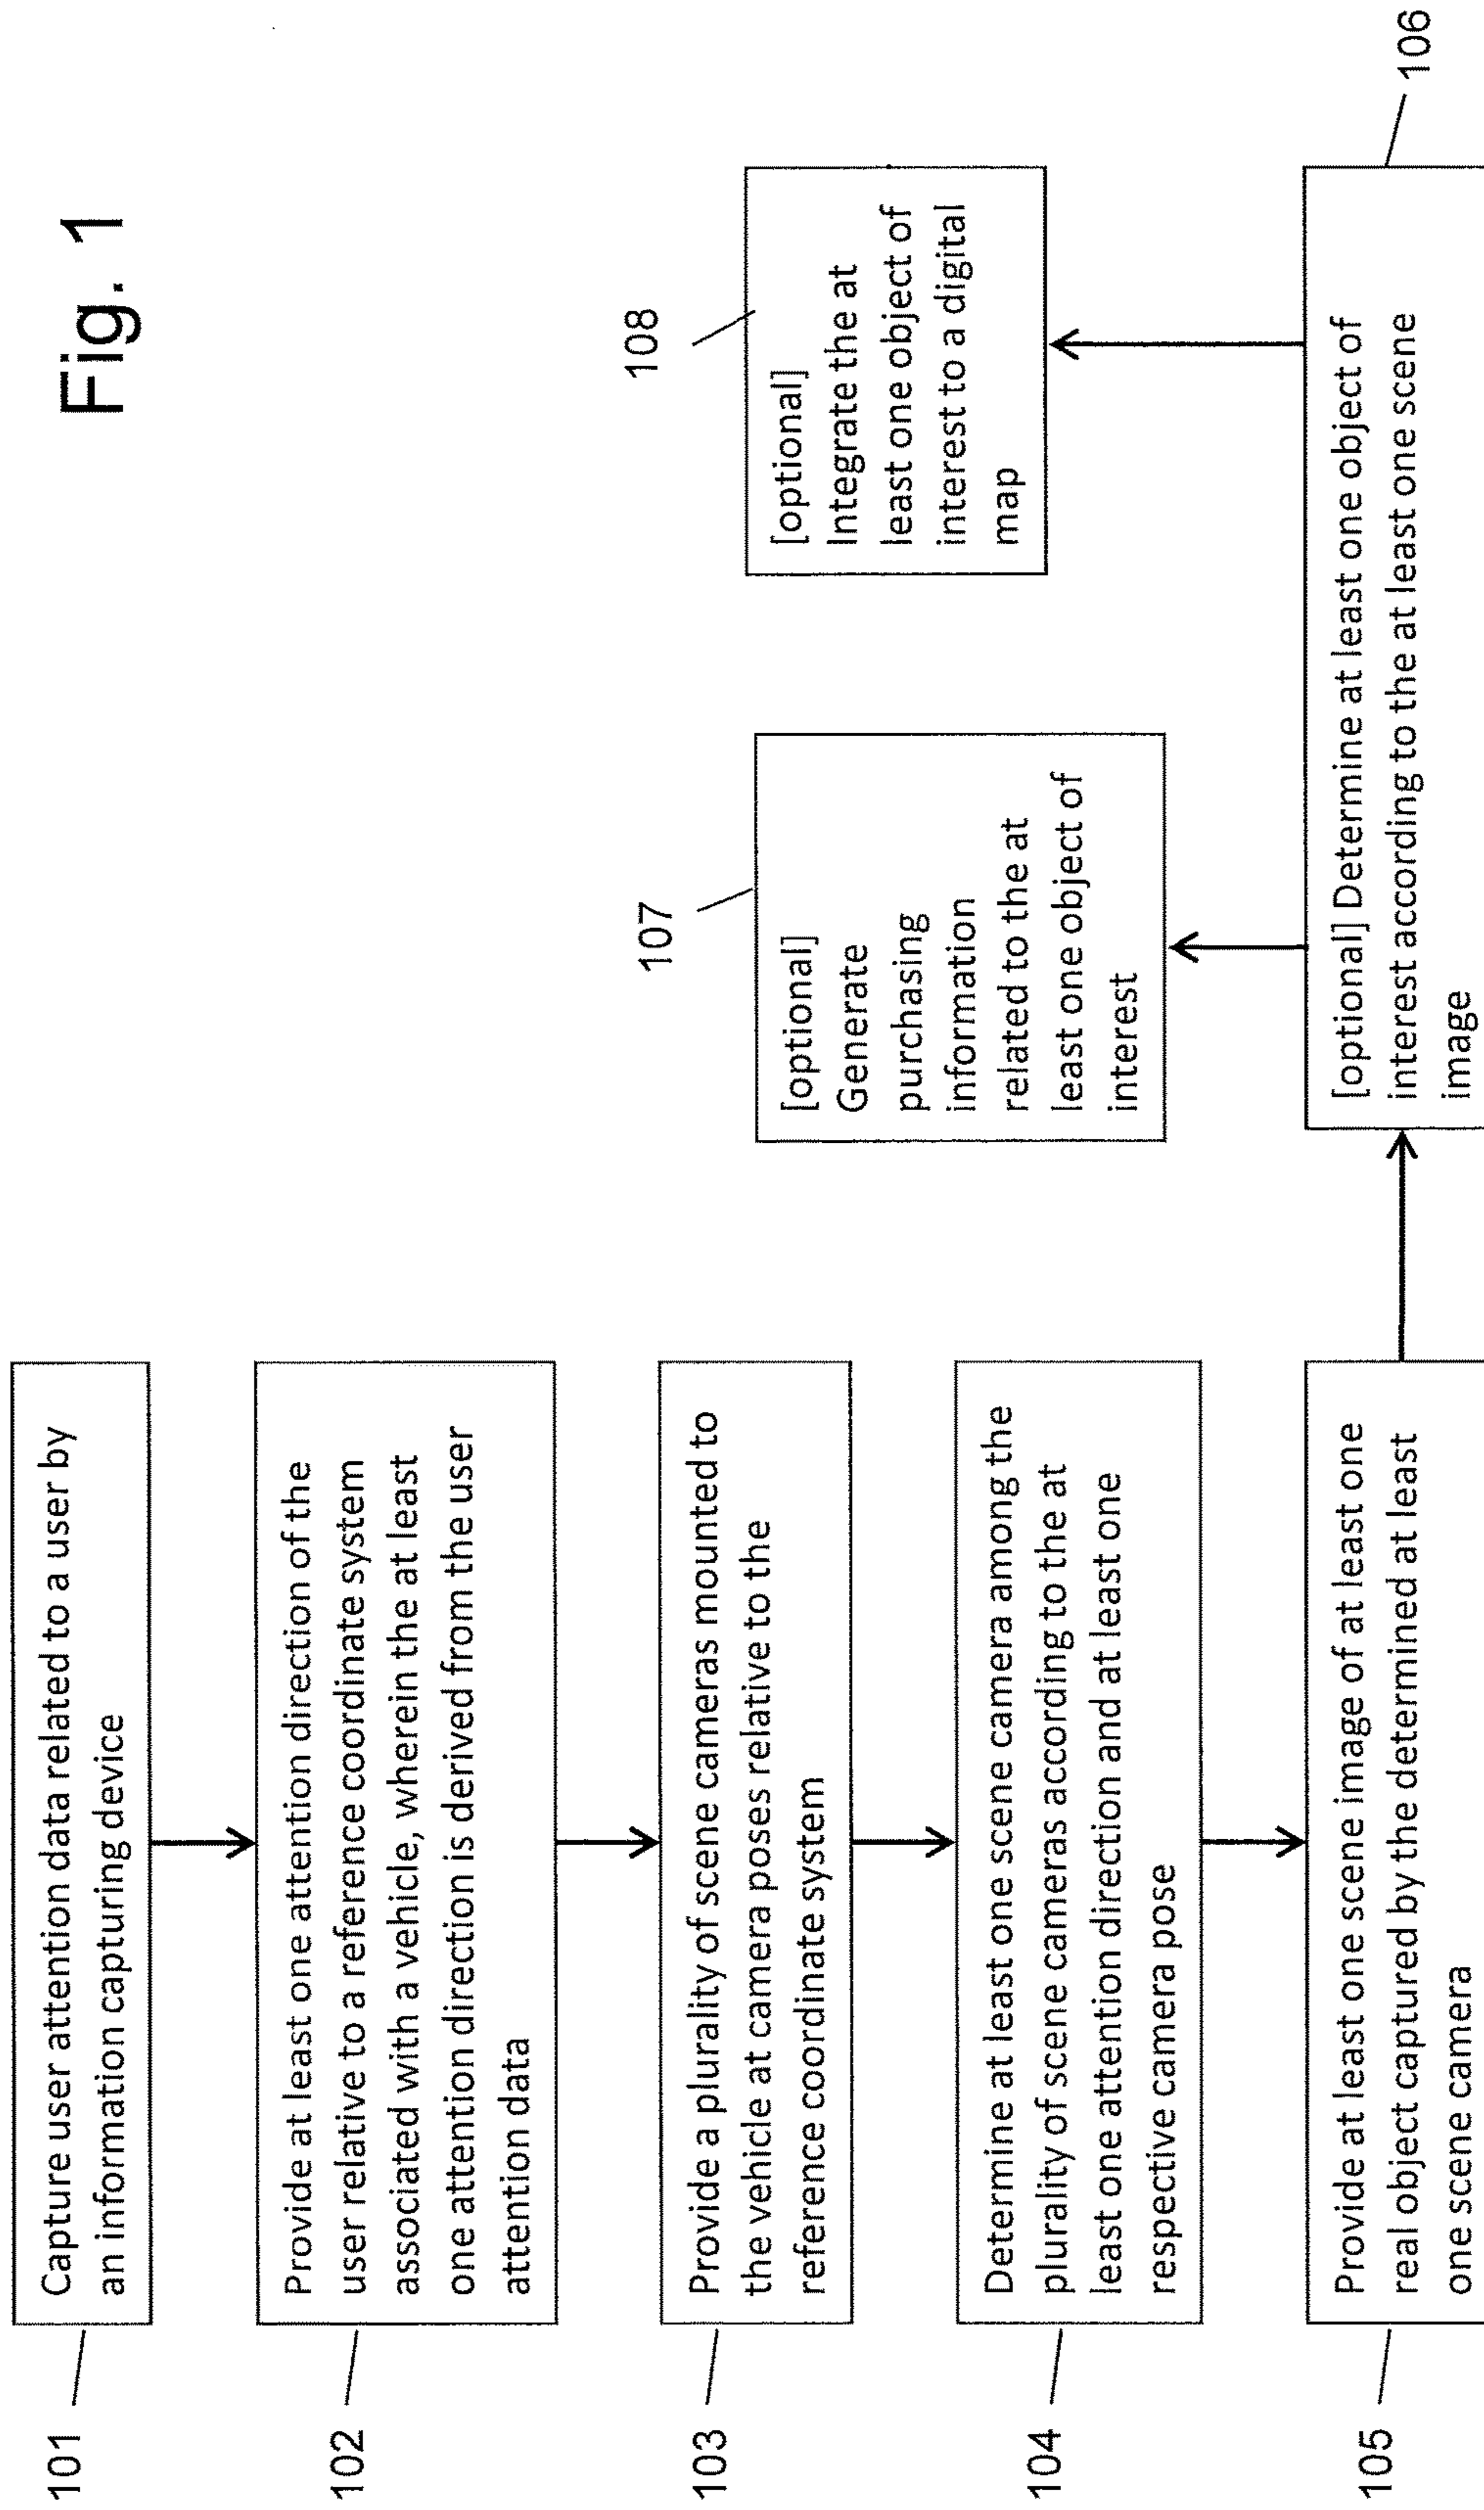 Fig. 1
101
Capture user attention data related to a user by
an information capturing device
102
Provide at least one attention direction of the
user relative to a reference coordinate system
associated with a vehicle, wherein the at least
one attention direction is derived from the user
attention data
103
Provide a plurality of scene cameras mounted to
the vehicle at camera poses relative to the
reference coordinate system
104
Determine at least one scene camera among the
plurality of scene cameras according to the at
least one attention direction and at least one
respective camera pose
105
Provide at least one scene image of at least one
real object captured by the determined at least
one scene camera
106
[optional] Determine at least one object of
interest according to the at least one scene
image
107
[optional]
Generate
purchasing
information
related to the at
least one object of
interest
108
[optional]
Integrate the at
least one object of
interest to a digital
map